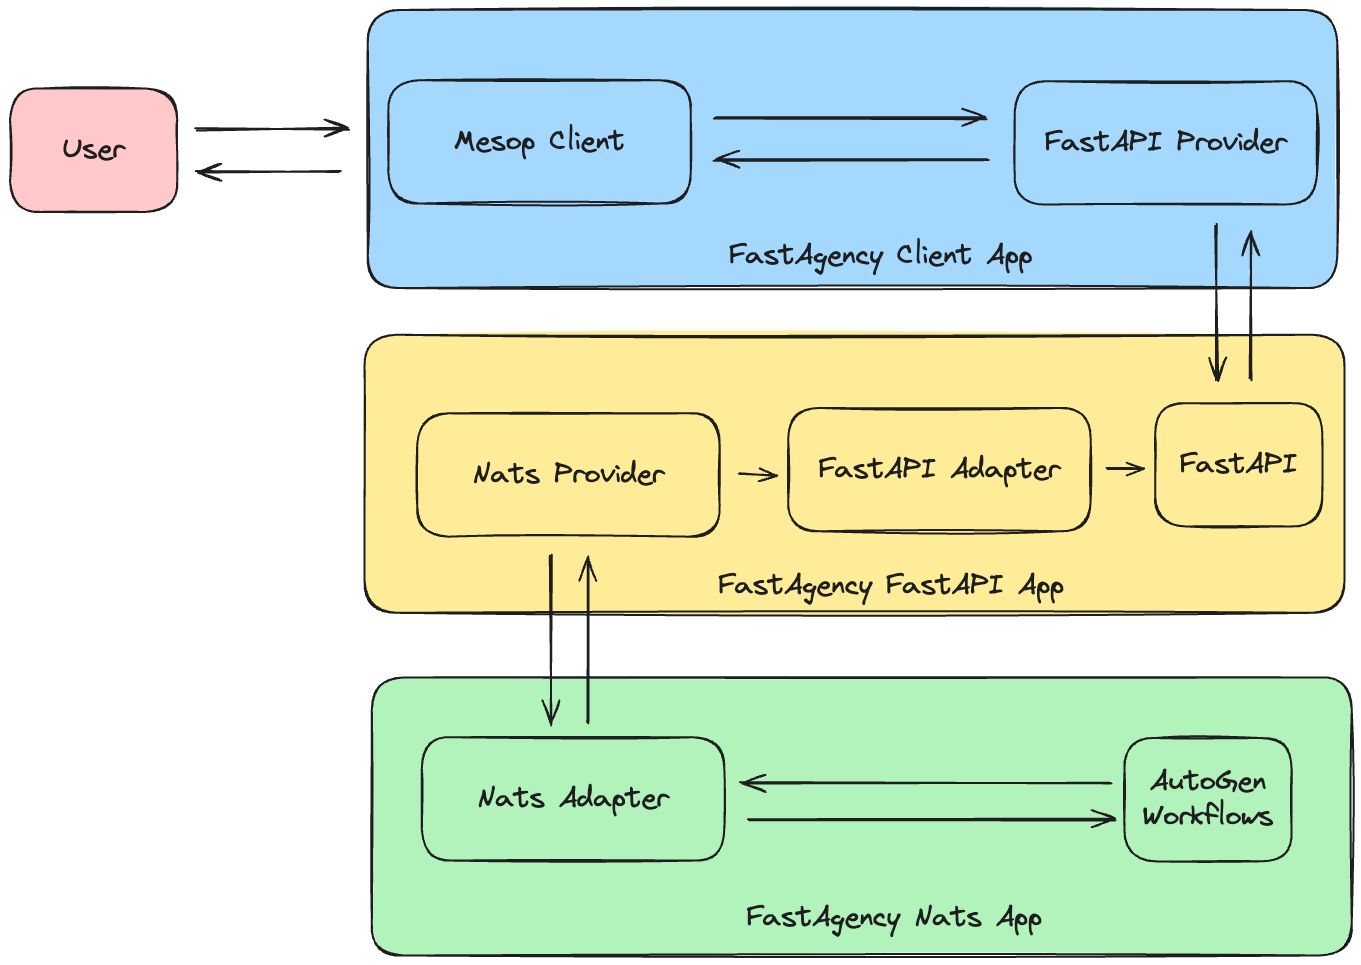 User
Mesop Client
FastAPI Provider
FastAgency Client App
Nats Provider
FastAPI Adapter
FastAPI
FastAgency FastAPI App
Nats Adapter
AutoGen
Workflows
FastAgency Nats App